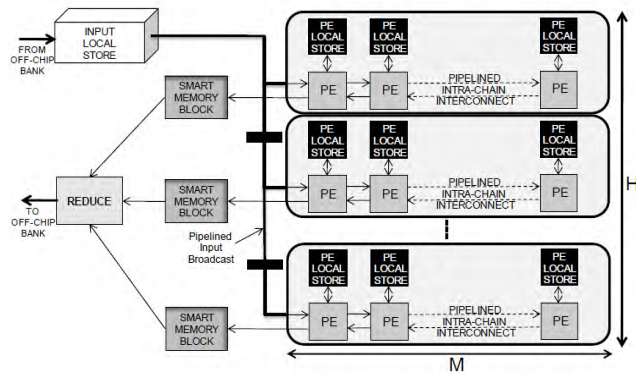 INPUT
LOCAL
STORE
FROM
OFF-CHIP
BANK
PE
LOCAL
STORE
PE
LOCAL
STORE
PE
LOCAL
STORE
PE
PE
PIPELINED
INTRA-CHAIN
INTERCONNECT
PE
SMART
MEMORY
BLOCK
PE
LOCAL
STORE
PE
LOCAL
STORE
PE
LOCAL
STORE
PE
PE
PIPELINED
INTRA-CHAIN
INTERCONNECT
PE
SMART
MEMORY
BLOCK
H
REDUCE
TO
OFF-CHIP
BANK
Pipelined
Input
Broadcast
PE
LOCAL
STORE
PE
LOCAL
STORE
PE
LOCAL
STORE
PE
PE
PIPELINED
INTRA-CHAIN
INTERCONNECT
PE
SMART
MEMORY
BLOCK
M